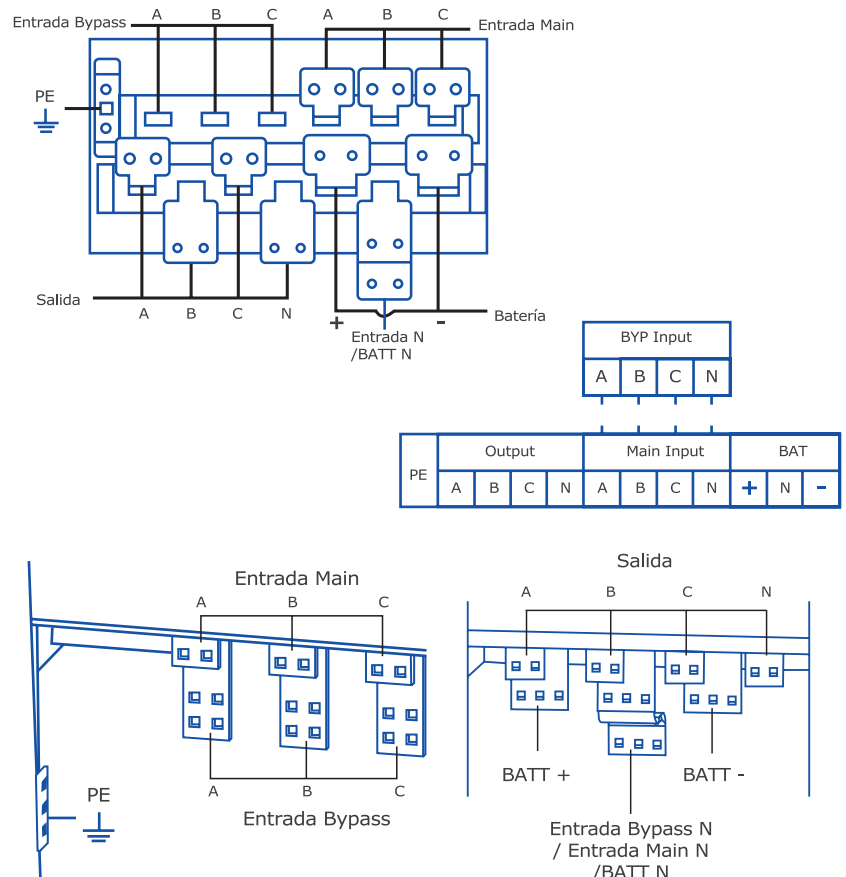 Entrada Bypass A B C
A B C Entrada Main
PE
Salida
A B C N
+ -
Batería
Entrada N
/BATT N
BYP Input
A B C N
PE
Output Main Input BAT
A B C N A B C N + N -
Entrada Main
A B C
A B C
Entrada Bypass
PE
Salida
A B C N
BATT + BATT -
Entrada Bypass N
/ Entrada Main N
/BATT N